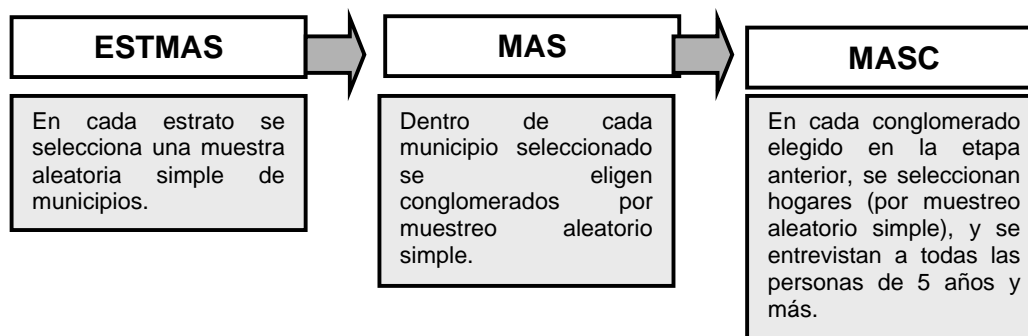 ESTMAS
En cada estrato se
selecciona una muestra
aleatoria simple de
municipios.
MAS
Dentro de cada
municipio seleccionado
se eligen
conglomerados por
muestreo aleatorio
simple.
MASC
En cada conglomerado
elegido en la etapa
anterior, se seleccionan
hogares (por muestreo
aleatorio simple), y se
entrevistan a todas las
personas de 5 años y
más.